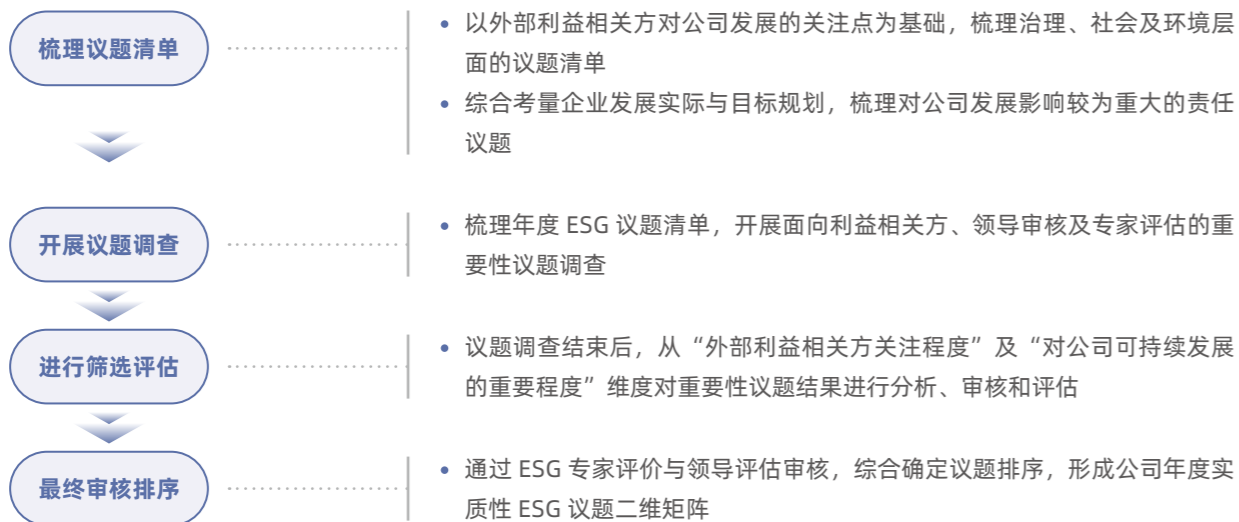 梳理议题清单
• 以外部利益相关方对公司发展的关注点为基础，梳理治理、社会及环境层
面的议题清单
• 综合考量企业发展实际与目标规划，梳理对公司发展影响较为重大的责任
议题
开展议题调查
• 梳理年度 ESG 议题清单，开展面向利益相关方、领导审核及专家评估的重
要性议题调查
进行筛选评估
• 议题调查结束后，从“外部利益相关方关注程度”及“对公司可持续发展
的重要程度”维度对重要性议题结果进行分析、审核和评估
最终审核排序
• 通过 ESG 专家评价与领导评估审核，综合确定议题排序，形成公司年度实
质性 ESG 议题二维矩阵